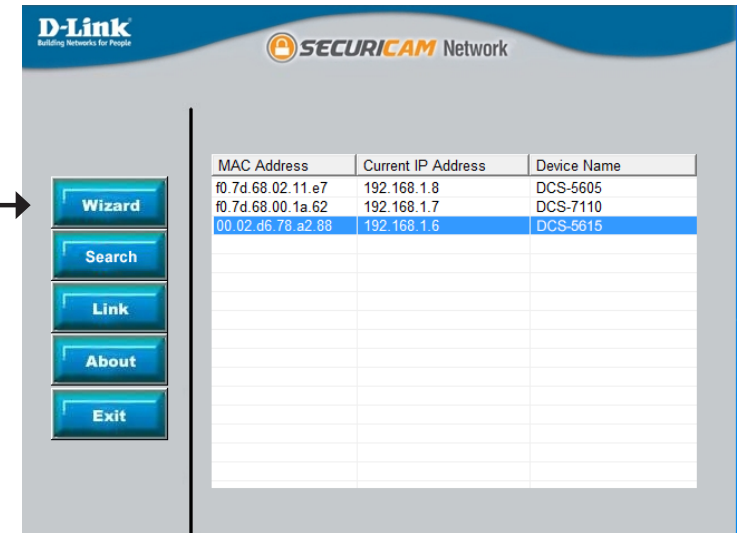 D-Link
Building Networks for People
SECURICAM Network
MAC Address Current IP Address Device Name
f0.7d.68.02.11.e7 192.168.1.8 DCS-5605
f0.7d.68.00.1a.62 192.168.1.7 DCS-7110
00.02.d6.78.a2.88 192.168.1.6 DCS-5615
Wizard
Search
Link
About
Exit